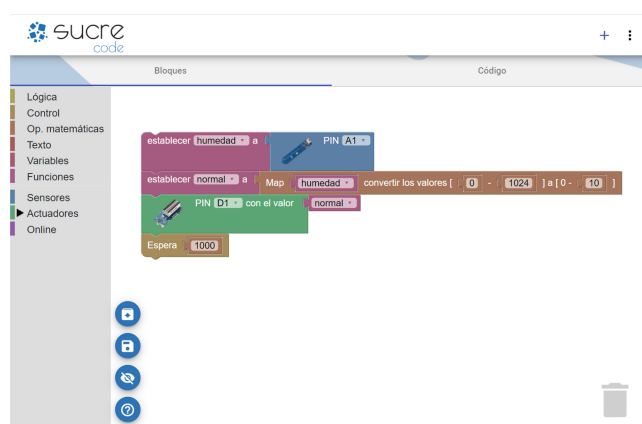 sucre
code
Bloques Código
Lógica
Control
Op. matemáticas
Texto
Variables
Funciones
Sensores
Actuadores
Online
establecer humedad a PIN A1
establecer normal a Map humedad convertir los valores [ 0 - 1024 ] a [ 0 - 10 ]
PIN D1 con el valor normal
Espera 1000